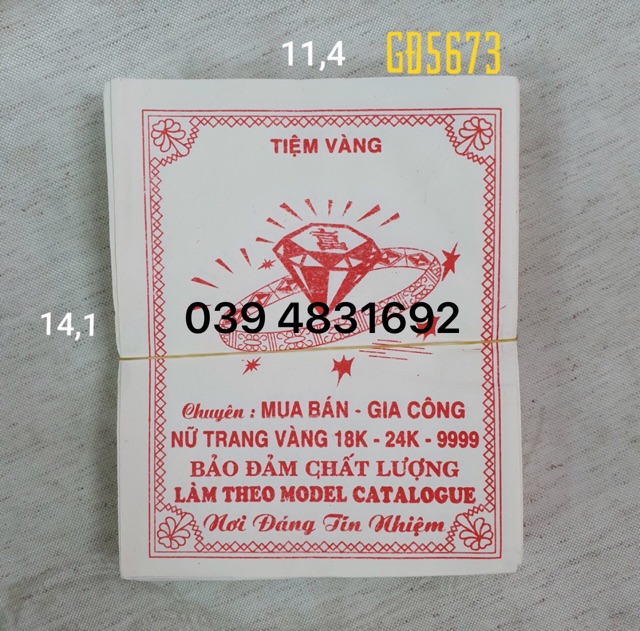 11,4 GĐ5673
TIỆM VÀNG
039 4831692
14,1
Chuyên : MUA BÁN - GIA CÔNG
NỮ TRANG VÀNG 18K - 24K - 9999
BẢO ĐẢM CHẤT LƯỢNG
LÀM THEO MODEL CATALOGUE
Nơi Đáng Tín Nhiệm